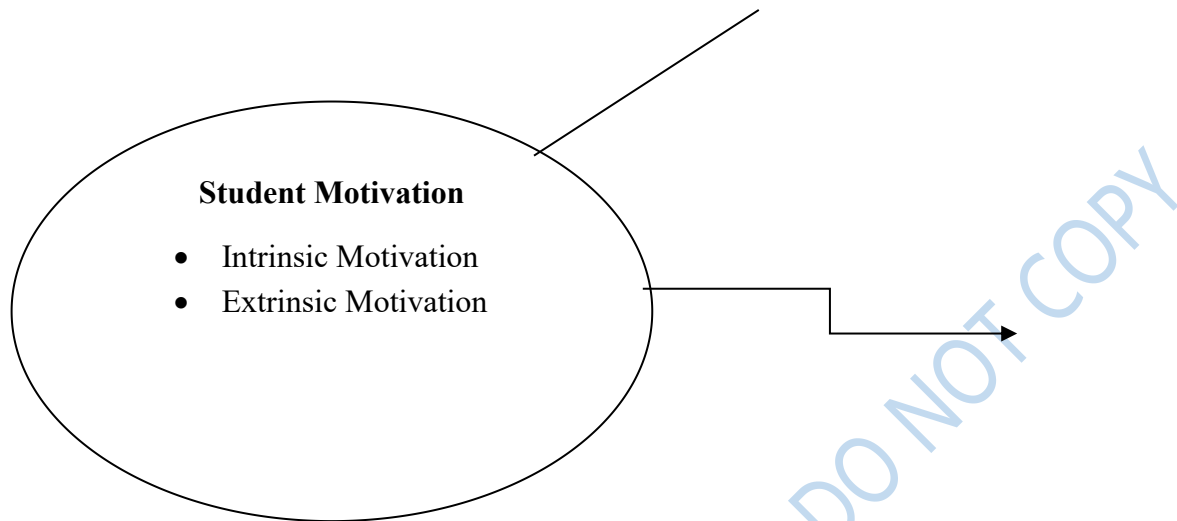 Student Motivation
• Intrinsic Motivation
• Extrinsic Motivation
DO NOT COPY